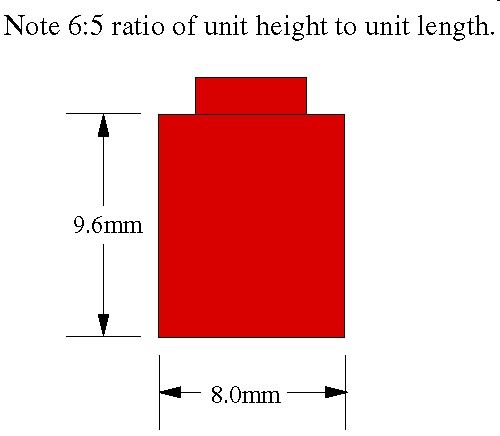 Note 6:5 ratio of unit height to unit length.
9.6mm
8.0mm